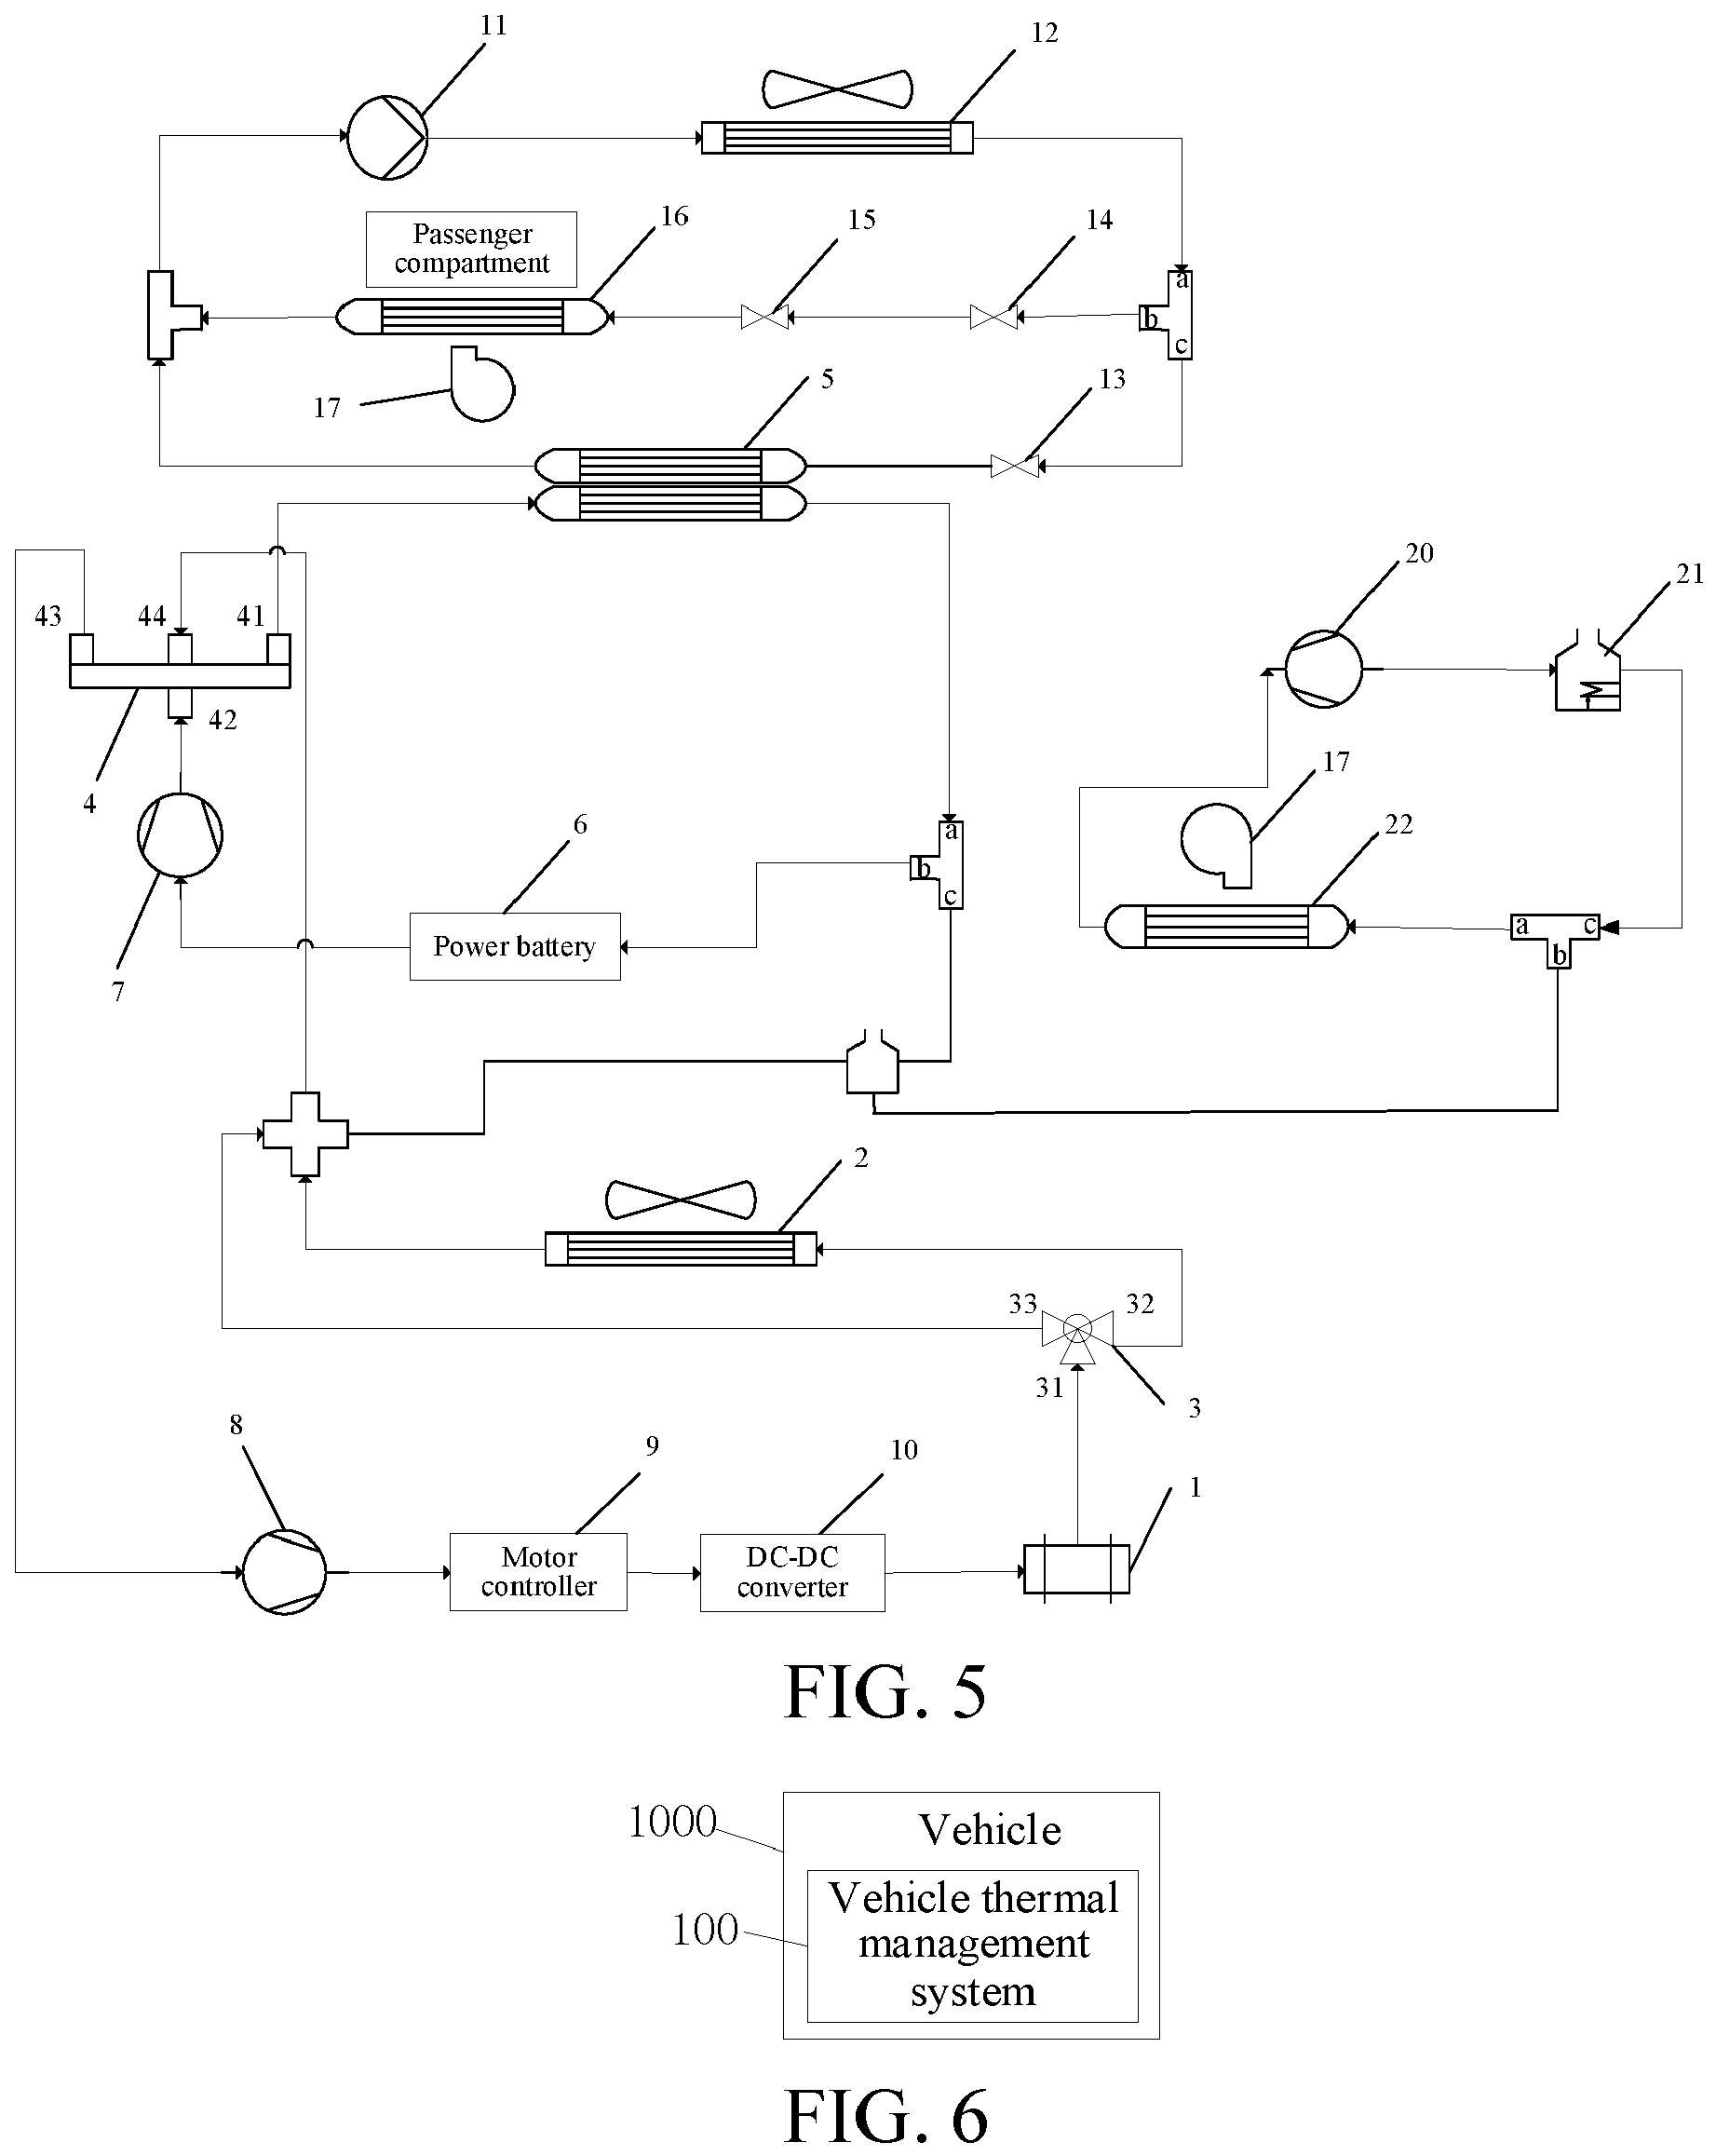 11
12
Passenger
compartment
16
15
14
a
b
c
17
5
13
43
44
41
42
4
20
21
17
22
6
a
b
c
Power battery
7
a
c
b
2
33
32
31
3
8
9
10
1
Motor
controller
DC-DC
converter
FIG. 5
1000
Vehicle
100
Vehicle thermal
management
system
FIG. 6